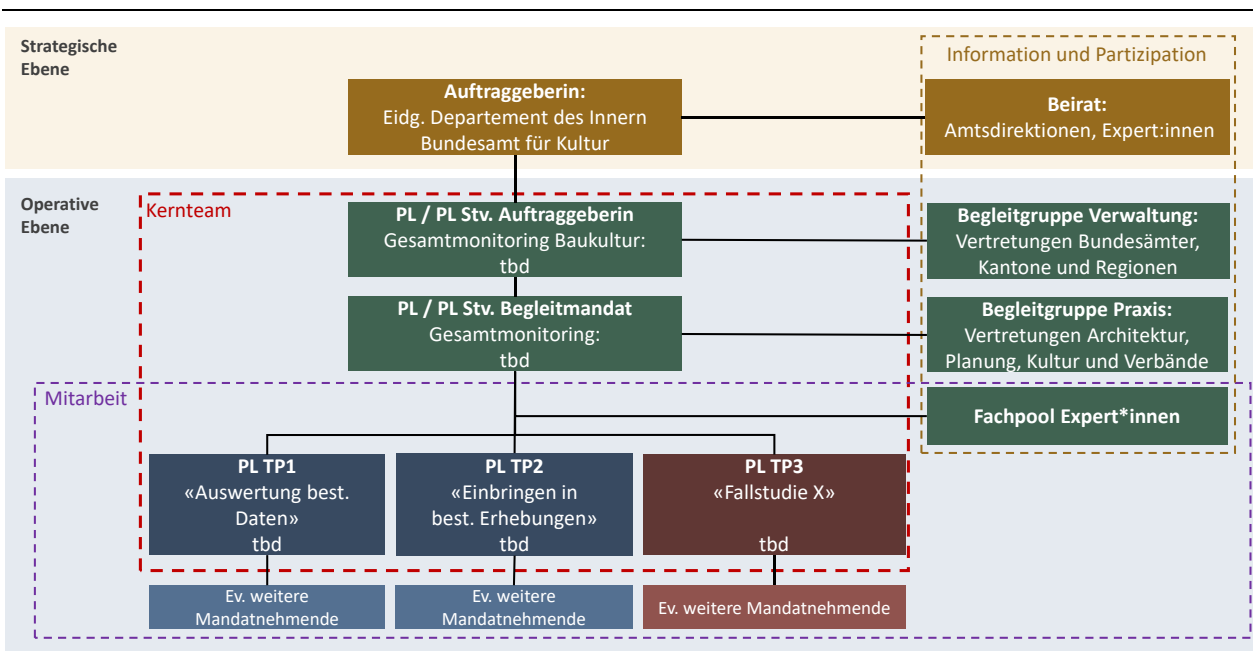 Strategische
Ebene
Information und Partizipation
Auftraggeberin:
Eidg. Departement des Innern
Bundesamt für Kultur
Beirat:
Amtsdirektionen, Expert:innen
Operative
Ebene
Kernteam
PL / PL Stv. Auftraggeberin
Gesamtmonitoring Baukultur:
tbd
Begleitgruppe Verwaltung:
Vertretungen Bundesämter,
Kantone und Regionen
PL / PL Stv. Begleitmandat
Gesamtmonitoring:
tbd
Begleitgruppe Praxis:
Vertretungen Architektur,
Planung, Kultur und Verbände
Mitarbeit
Fachpool Expert*innen
PL TP1
«Auswertung best.
Daten»
tbd
PL TP2
«Einbringen in
best. Erhebungen»
tbd
PL TP3
«Fallstudie X»
tbd
Ev. weitere
Mandatnehmende
Ev. weitere
Mandatnehmende
Ev. weitere Mandatnehmende